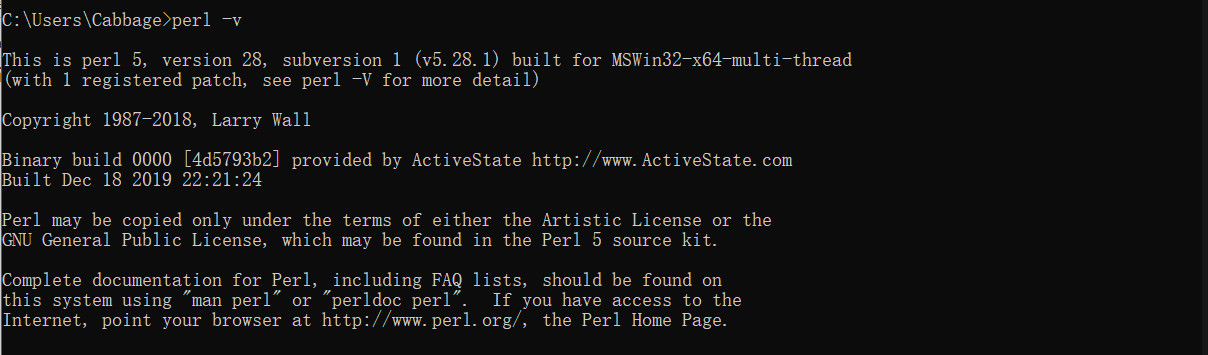 C:\Users\Cabbage>perl -v
This is perl 5, version 28, subversion 1 (v5.28.1) built for MSWin32-x64-multi-thread
(with 1 registered patch, see perl -V for more detail)
Copyright 1987-2018, Larry Wall
Binary build 0000 [4d5793b2] provided by ActiveState http://www.ActiveState.com
Built Dec 18 2019 22:21:24
Perl may be copied only under the terms of either the Artistic License or the
GNU General Public License, which may be found in the Perl 5 source kit.
Complete documentation for Perl, including FAQ lists, should be found on
this system using "man perl" or "perldoc perl".  If you have access to the
Internet, point your browser at http://www.perl.org/, the Perl Home Page.